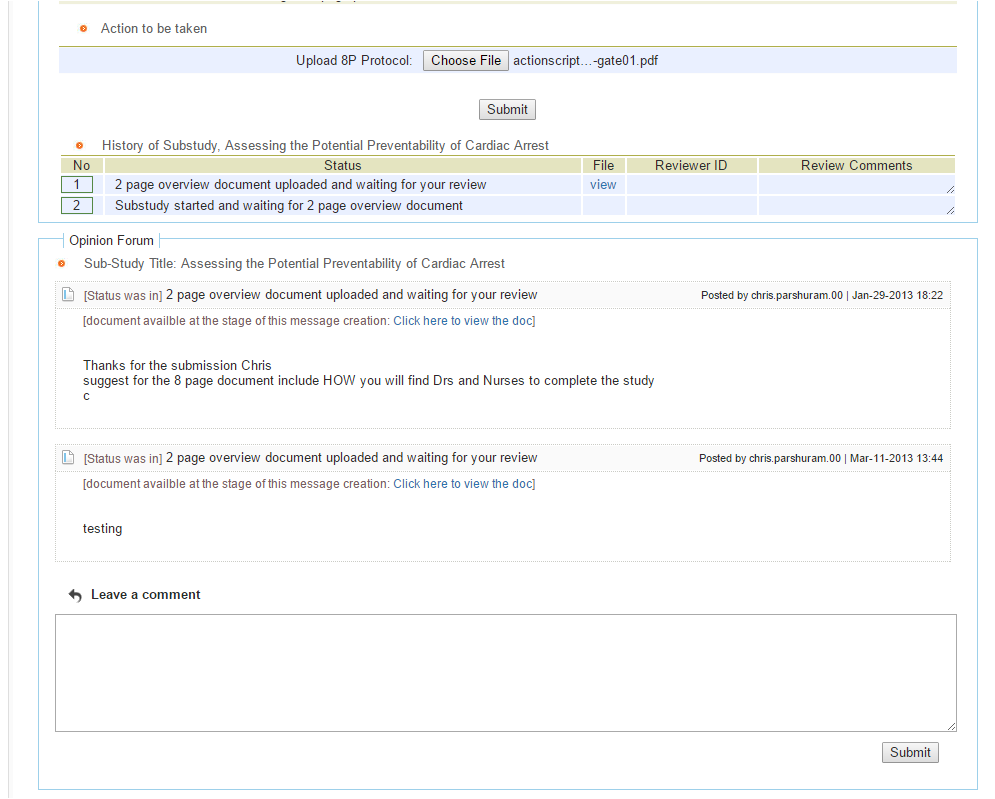 Action to be taken
Upload 8P Protocol: Choose File actionscript...-gate01.pdf
Submit
History of Substudy, Assessing the Potential Preventability of Cardiac Arrest
No Status File Reviewer ID Review Comments
1 2 page overview document uploaded and waiting for your review view
2 Substudy started and waiting for 2 page overview document
Opinion Forum
Sub-Study Title: Assessing the Potential Preventability of Cardiac Arrest
[Status was in] 2 page overview document uploaded and waiting for your review Posted by chris.parshuram.00 | Jan-29-2013 18:22
[document availble at the stage of this message creation: Click here to view the doc]
Thanks for the submission Chris
suggest for the 8 page document include HOW you will find Drs and Nurses to complete the study
c
[Status was in] 2 page overview document uploaded and waiting for your review Posted by chris.parshuram.00 | Mar-11-2013 13:44
[document availble at the stage of this message creation: Click here to view the doc]
testing
Leave a comment
Submit